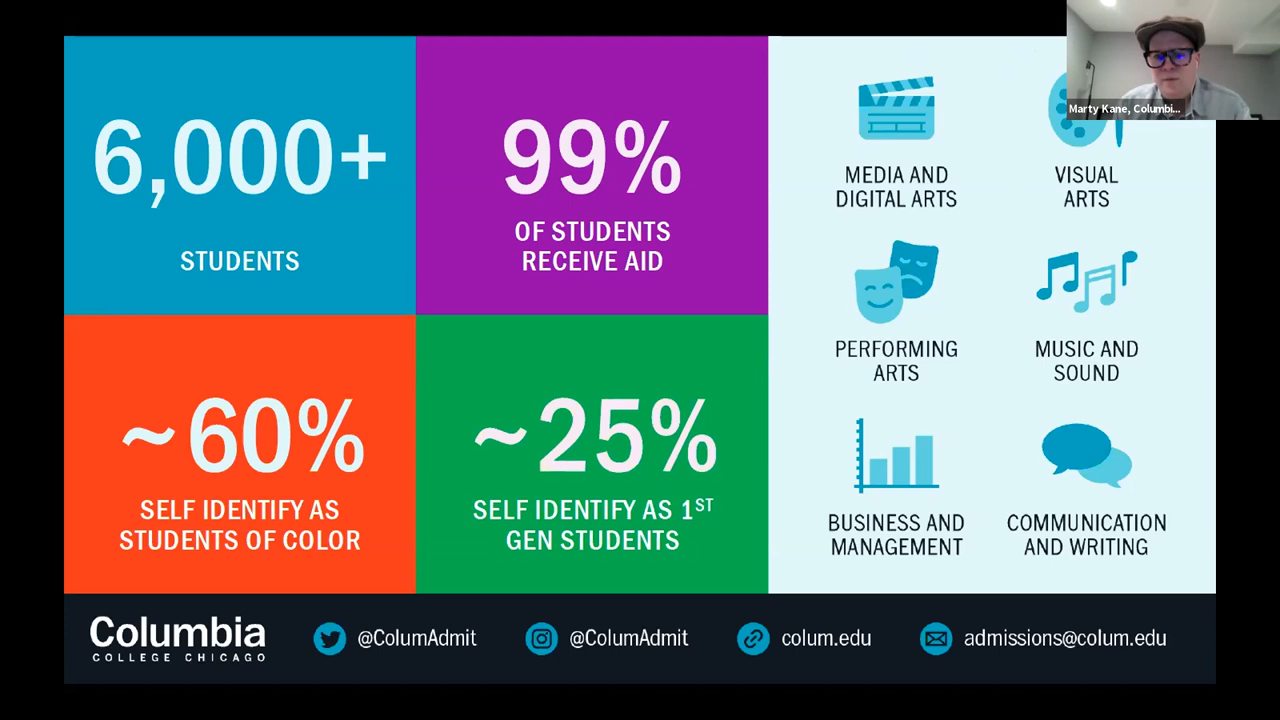 6,000+
STUDENTS
99%
OF STUDENTS
RECEIVE AID
~60%
SELF IDENTIFY AS
STUDENTS OF COLOR
~25%
SELF IDENTIFY AS 1ST
GEN STUDENTS
Marty Kane, Columbi...
MEDIA AND
DIGITAL ARTS
VISUAL
ARTS
PERFORMING
ARTS
MUSIC AND
SOUND
BUSINESS AND
MANAGEMENT
COMMUNICATION
AND WRITING
Columbia
COLLEGE CHICAGO
@ColumAdmit
@ColumAdmit
colum.edu
admissions@colum.edu